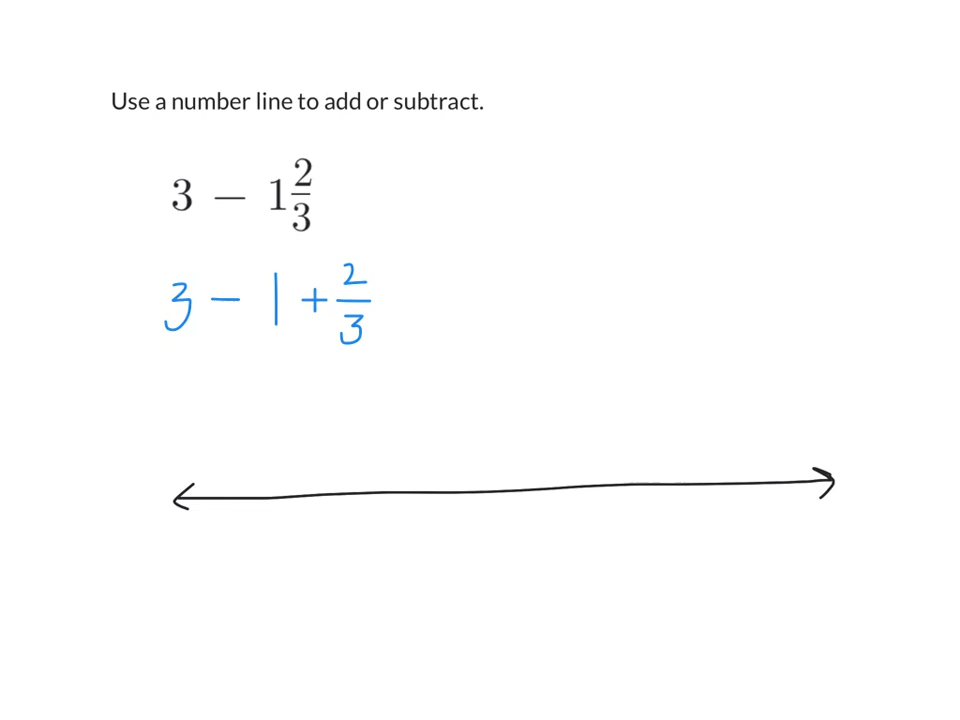 Use a number line to add or subtract.
3 − 1 2/3
3 − 1 + 2/3